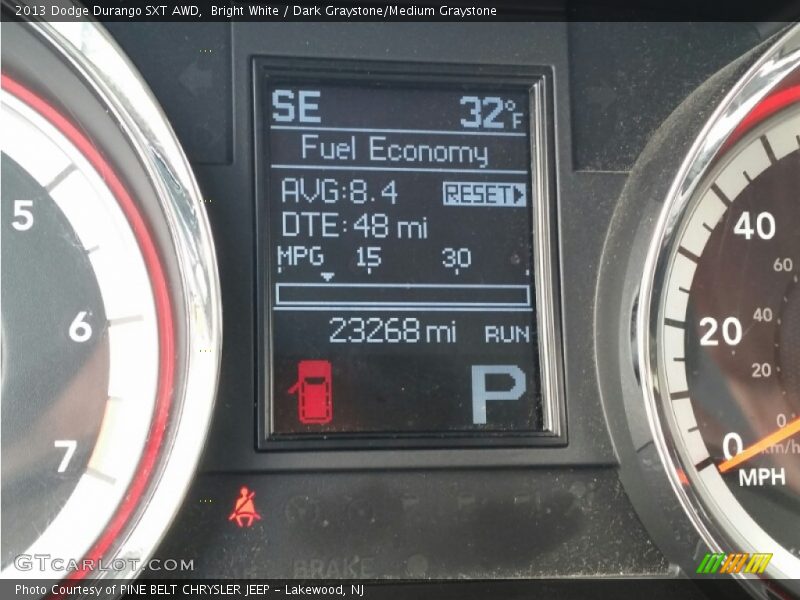 2013 Dodge Durango SXT AWD,  Bright White / Dark Graystone/Medium Graystone
SE 32°F
Fuel Economy
AVG:8.4 RESET
DTE:48 mi
MPG 15 30
23268 mi RUN
P
5
6
7
40
60
40
20
20
0
0
km/h
MPH
GTCARLOT.COM
Photo Courtesy of PINE BELT CHRYSLER JEEP - Lakewood, NJ